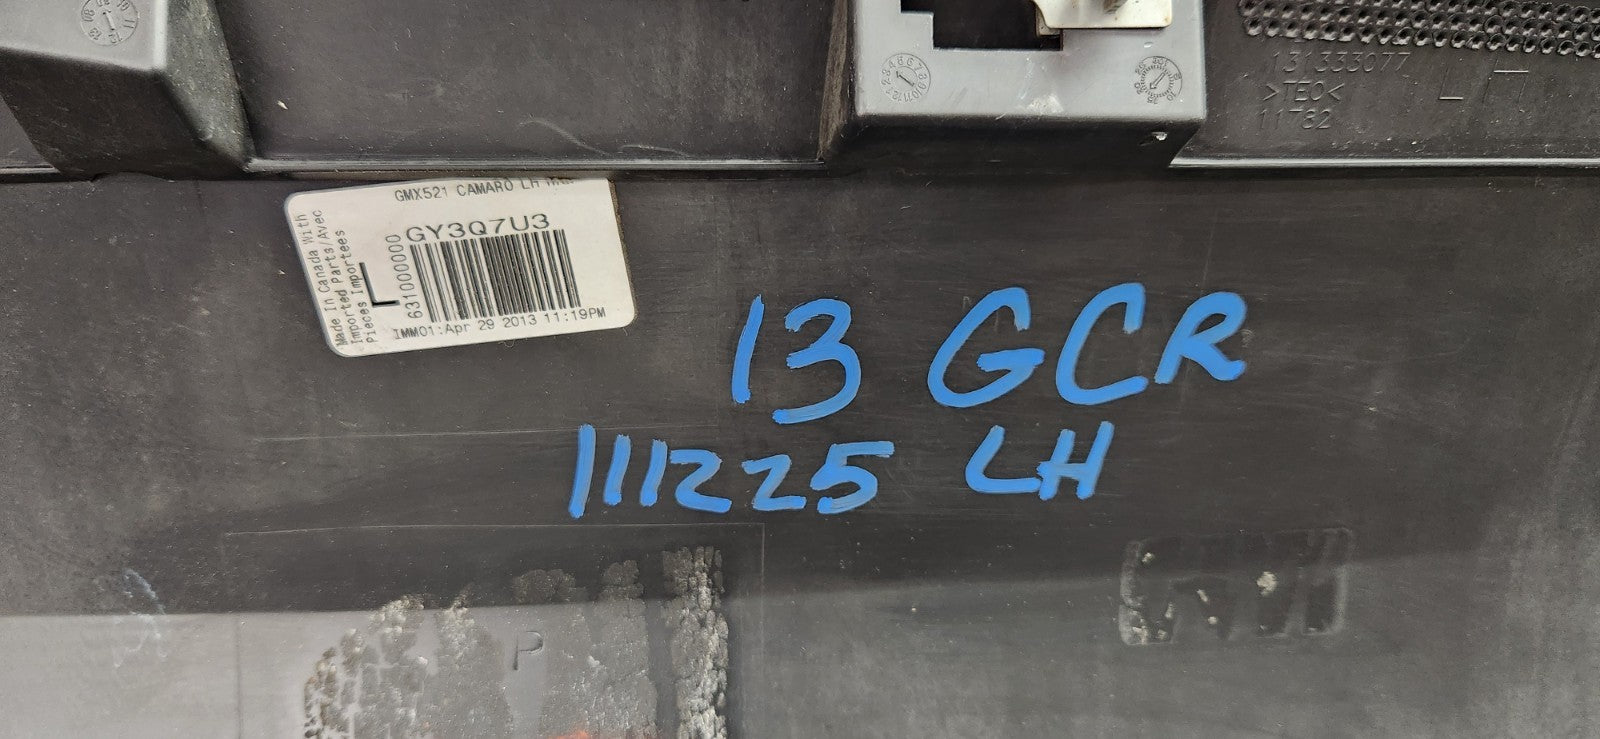 131333077
>TEO<
11782
GMX521 CAMARO LH
GY3Q7U3
631000000
L
Made In Canada With
Imported Parts/Avec
Pieces Importees
IMM01:Apr 29 2013 11:19PM
13 GCR
111225 LH
P